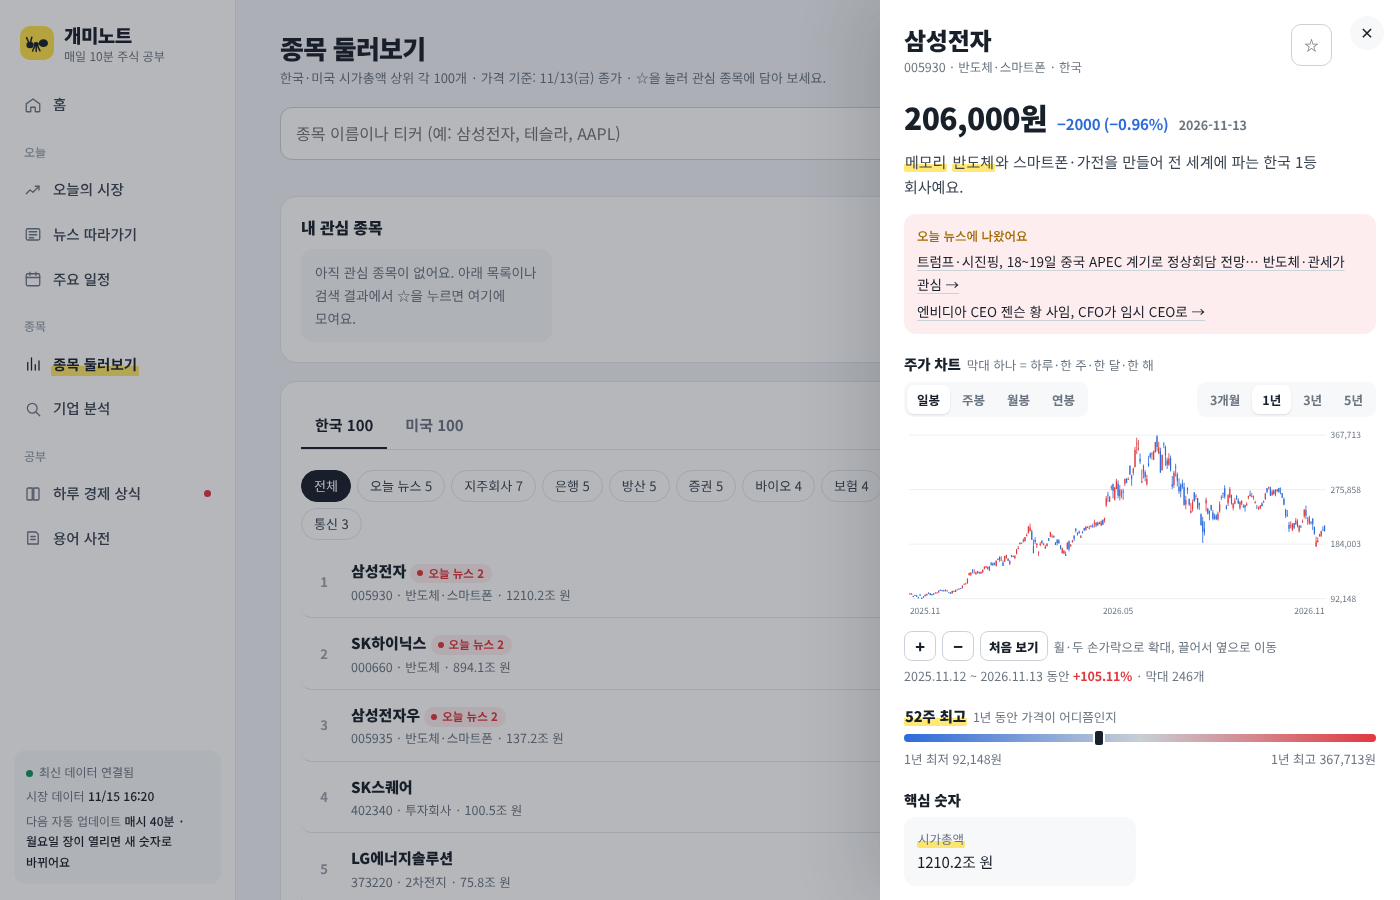 개미노트
매일 10분 주식 공부
홈
오늘
오늘의 시장
뉴스 따라가기
주요 일정
종목
종목 둘러보기
기업 분석
공부
하루 경제 상식
용어 사전
최신 데이터 연결됨
시장 데이터 11/15 16:20
다음 자동 업데이트 매시 40분 ·
월요일 장이 열리면 새 숫자로
바뀌어요
종목 둘러보기
한국·미국 시가총액 상위 각 100개 · 가격 기준: 11/13(금) 종가 · ☆을 눌러 관심 종목에 담아 보세요.
종목 이름이나 티커 (예: 삼성전자, 테슬라, AAPL)
내 관심 종목
아직 관심 종목이 없어요. 아래 목록이나
검색 결과에서 ☆을 누르면 여기에
모여요.
한국 100 미국 100
전체 오늘 뉴스 5 지주회사 7 은행 5 방산 5 증권 5 바이오 4 보험 4
통신 3
1 삼성전자 오늘 뉴스 2
005930 · 반도체·스마트폰 · 1210.2조 원
2 SK하이닉스 오늘 뉴스 2
000660 · 반도체 · 894.1조 원
3 삼성전자우 오늘 뉴스 2
005935 · 반도체·스마트폰 · 137.2조 원
4 SK스퀘어
402340 · 투자회사 · 100.5조 원
5 LG에너지솔루션
373220 · 2차전지 · 75.8조 원
삼성전자 ☆ ✕
005930 · 반도체·스마트폰 · 한국
206,000원 −2000 (−0.96%) 2026-11-13
메모리 반도체와 스마트폰·가전을 만들어 전 세계에 파는 한국 1등
회사예요.
오늘 뉴스에 나왔어요
트럼프·시진핑, 18~19일 중국 APEC 계기로 정상회담 전망… 반도체·관세가
관심 →
엔비디아 CEO 젠슨 황 사임, CFO가 임시 CEO로 →
주가 차트 막대 하나 = 하루·한 주·한 달·한 해
일봉 주봉 월봉 연봉 3개월 1년 3년 5년
367,713
275,858
184,003
92,148
2025.11 2026.05 2026.11
+ − 처음 보기 휠·두 손가락으로 확대, 끌어서 옆으로 이동
2025.11.12 ~ 2026.11.13 동안 +105.11% · 막대 246개
52주 최고 1년 동안 가격이 어디쯤인지
1년 최저 92,148원 1년 최고 367,713원
핵심 숫자
시가총액
1210.2조 원